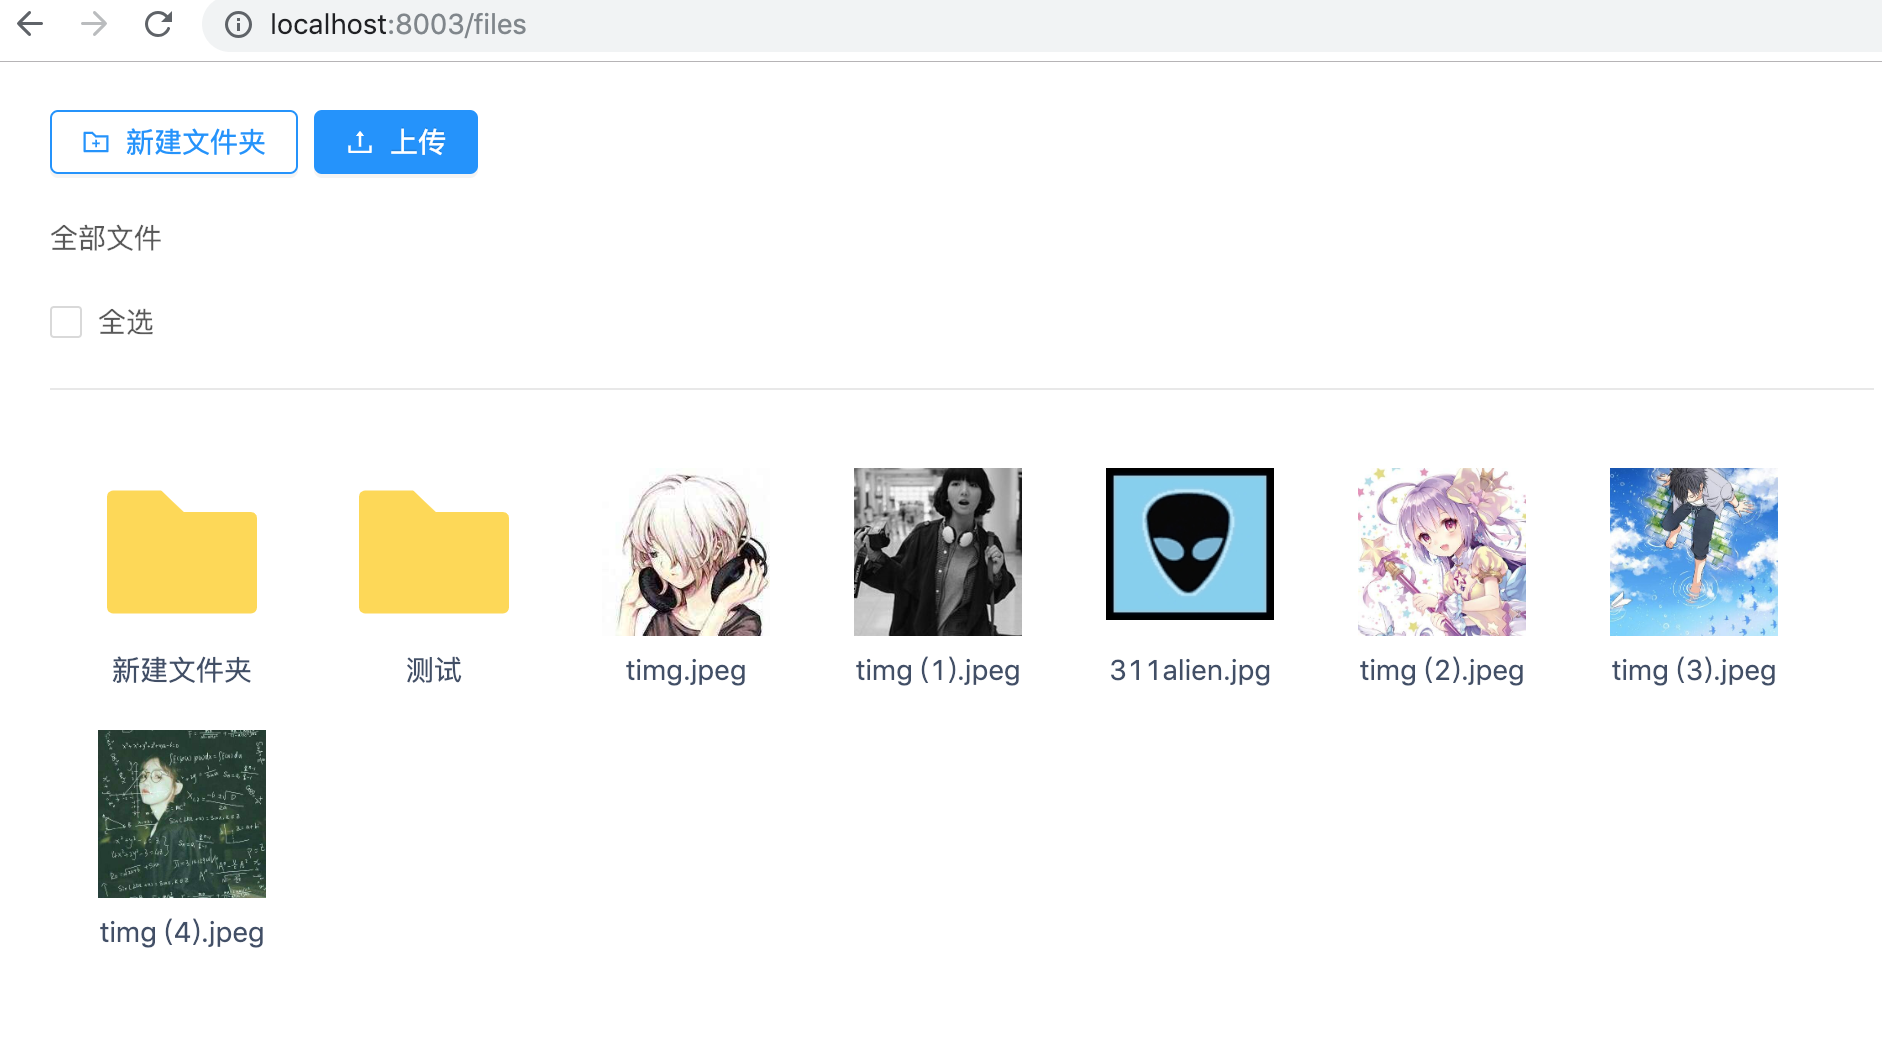 localhost:8003/files
新建文件夹
上传
全部文件
全选
新建文件夹
测试
timg.jpeg
timg (1).jpeg
311alien.jpg
timg (2).jpeg
timg (3).jpeg
timg (4).jpeg